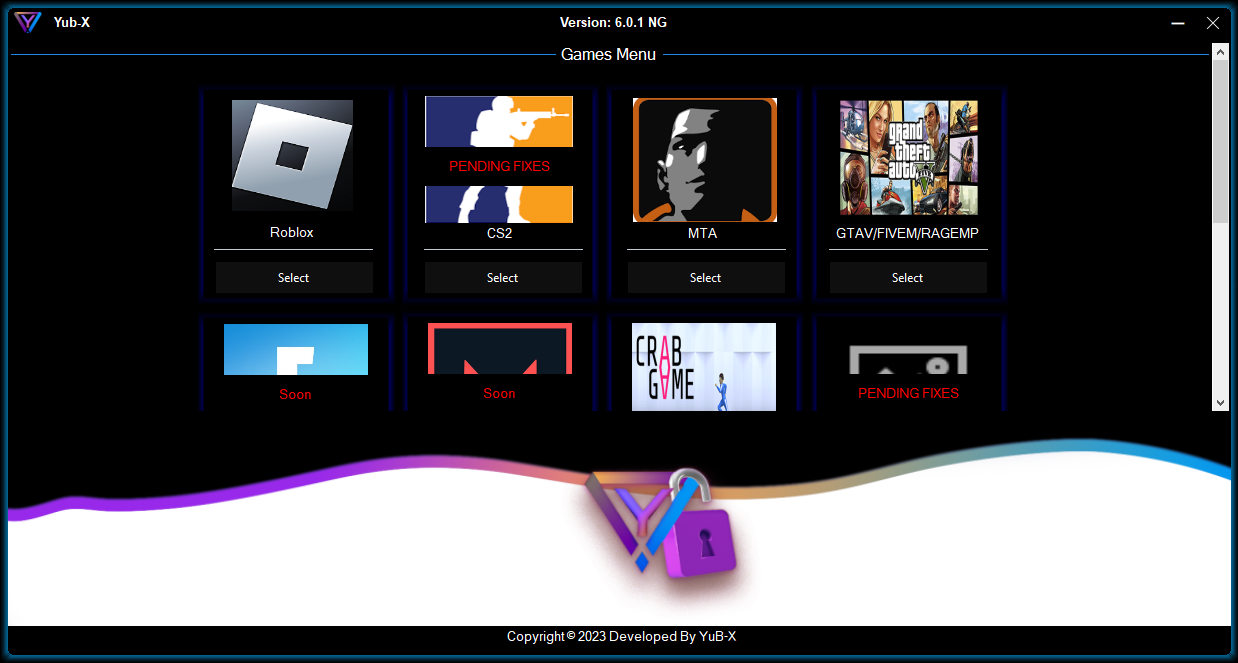 Yub-X
Version: 6.0.1 NG
Games Menu
PENDING FIXES
grand
theft
auto
V
Roblox
CS2
MTA
GTAV/FIVEM/RAGEMP
Select
Select
Select
Select
CRAB
GAME
Soon
Soon
PENDING FIXES
Copyright © 2023 Developed By YuB-X